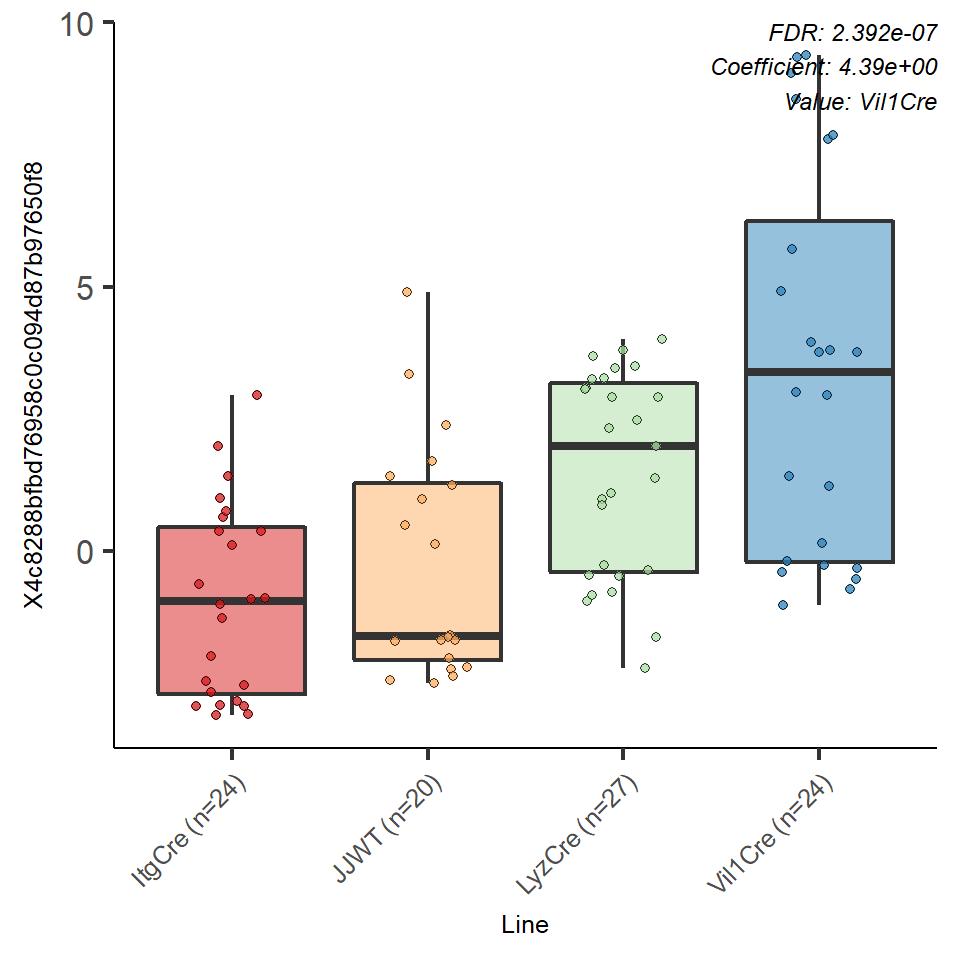 FDR: 2.392e-07
Coefficient: 4.39e+00
Value: Vil1Cre
X4c8288bfbd76958c0c094d87b97650f8
10
5
0
ItgCre (n=24)
JJWT (n=20)
LyzCre (n=27)
Vil1Cre (n=24)
Line